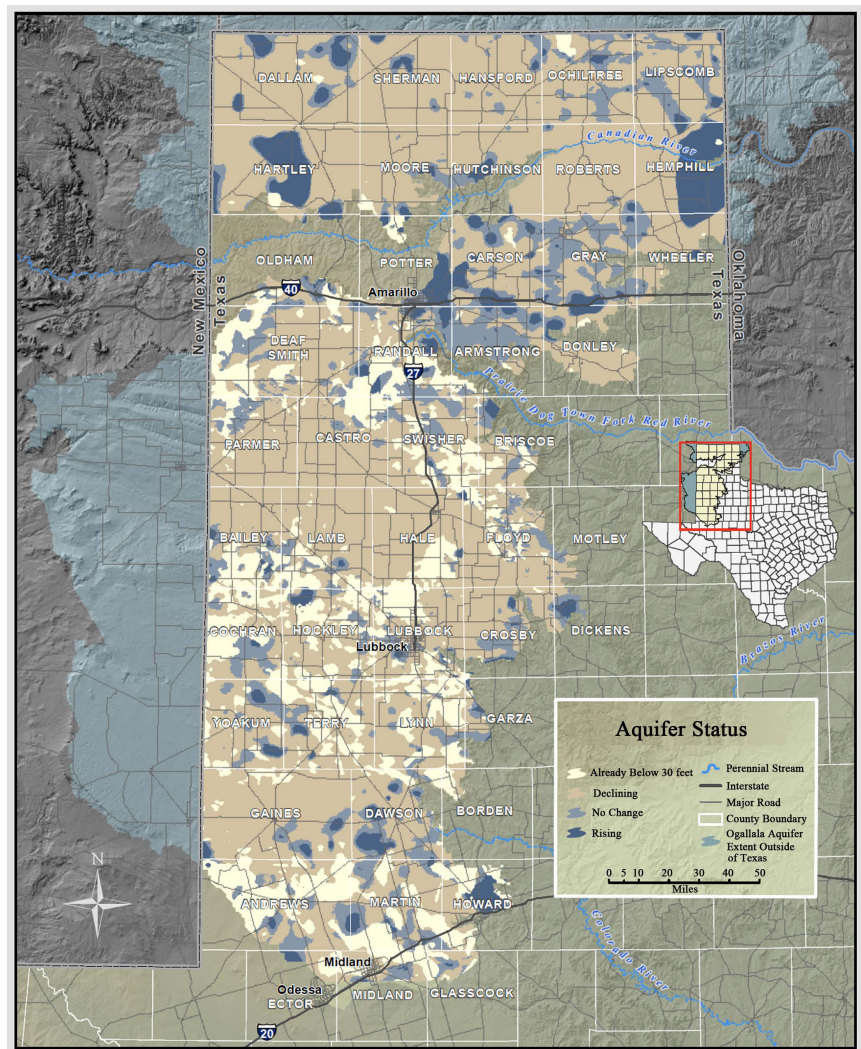 DALLAM
SHERMAN
HANSFORD
OCHILTREE
LIPSCOMB
Canadian River
HARTLEY
MOORE
HUTCHINSON
ROBERTS
HEMPHILL
New Mexico
Texas
OLDHAM
POTTER
CARSON
GRAY
WHEELER
Oklahoma
Texas
40
Amarillo
DEAF
SMITH
RANDALL
ARMSTRONG
DONLEY
27
Prairie Dog Town Fork Red River
PARMER
CASTRO
SWISHER
BRISCOE
BAILEY
LAMB
HALE
FLOYD
MOTLEY
COCHRAN
HOCKLEY
LUBBOCK
CROSBY
DICKENS
Lubbock
Brazos River
YOAKUM
TERRY
LYNN
GARZA
Aquifer Status
Already Below 30 feet
Declining
No Change
Rising
Perennial Stream
Interstate
Major Road
County Boundary
Ogallala Aquifer
Extent Outside
of Texas
0 5 10 20 30 40 50
Miles
GAINES
DAWSON
BORDEN
N
ANDREWS
MARTIN
HOWARD
Colorado River
Midland
Odessa
ECTOR
MIDLAND
GLASSCOCK
20